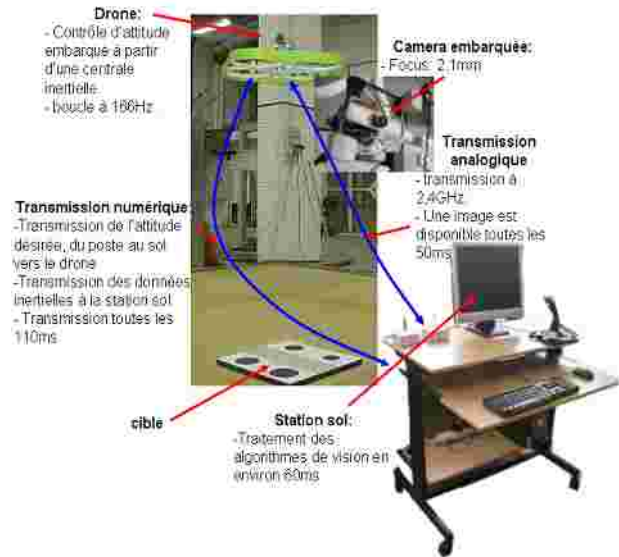 Drone:
- Contrôle d'attitude
embarqué à partir
d'une centrale
inertielle.
- boucle à 166Hz
Camera embarquée:
- Focus: 2.1mm
Transmission
analogique
- transmission à
2,4GHz.
- Une image est
disponible toutes les
50ms
Transmission numérique:
-Transmission de l'attitude
désirée, du poste au sol
vers le drone
-Transmission des données
inertielles à la station sol
- Transmission toutes les
110ms
cible
Station sol:
-Traitement des
algorithmes de vision en
environ 60ms